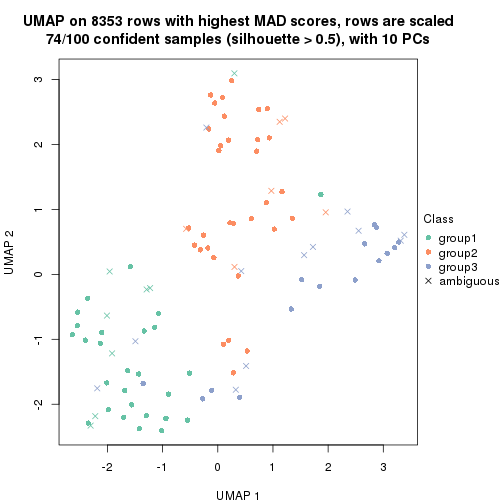 UMAP on 8353 rows with highest MAD scores, rows are scaled
74/100 confident samples (silhouette > 0.5), with 10 PCs
3
2
1
0
-1
-2
UMAP 2
-2
-1
0
1
2
3
UMAP 1
Class
group1
group2
group3
ambiguous